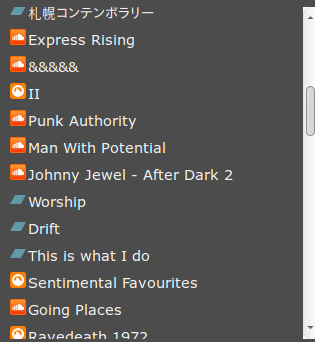 札幌コンテンポラリー
Express Rising
&&&&&
II
Punk Authority
Man With Potential
Johnny Jewel - After Dark 2
Worship
Drift
This is what I do
Sentimental Favourites
Going Places
Ravedeath 1972